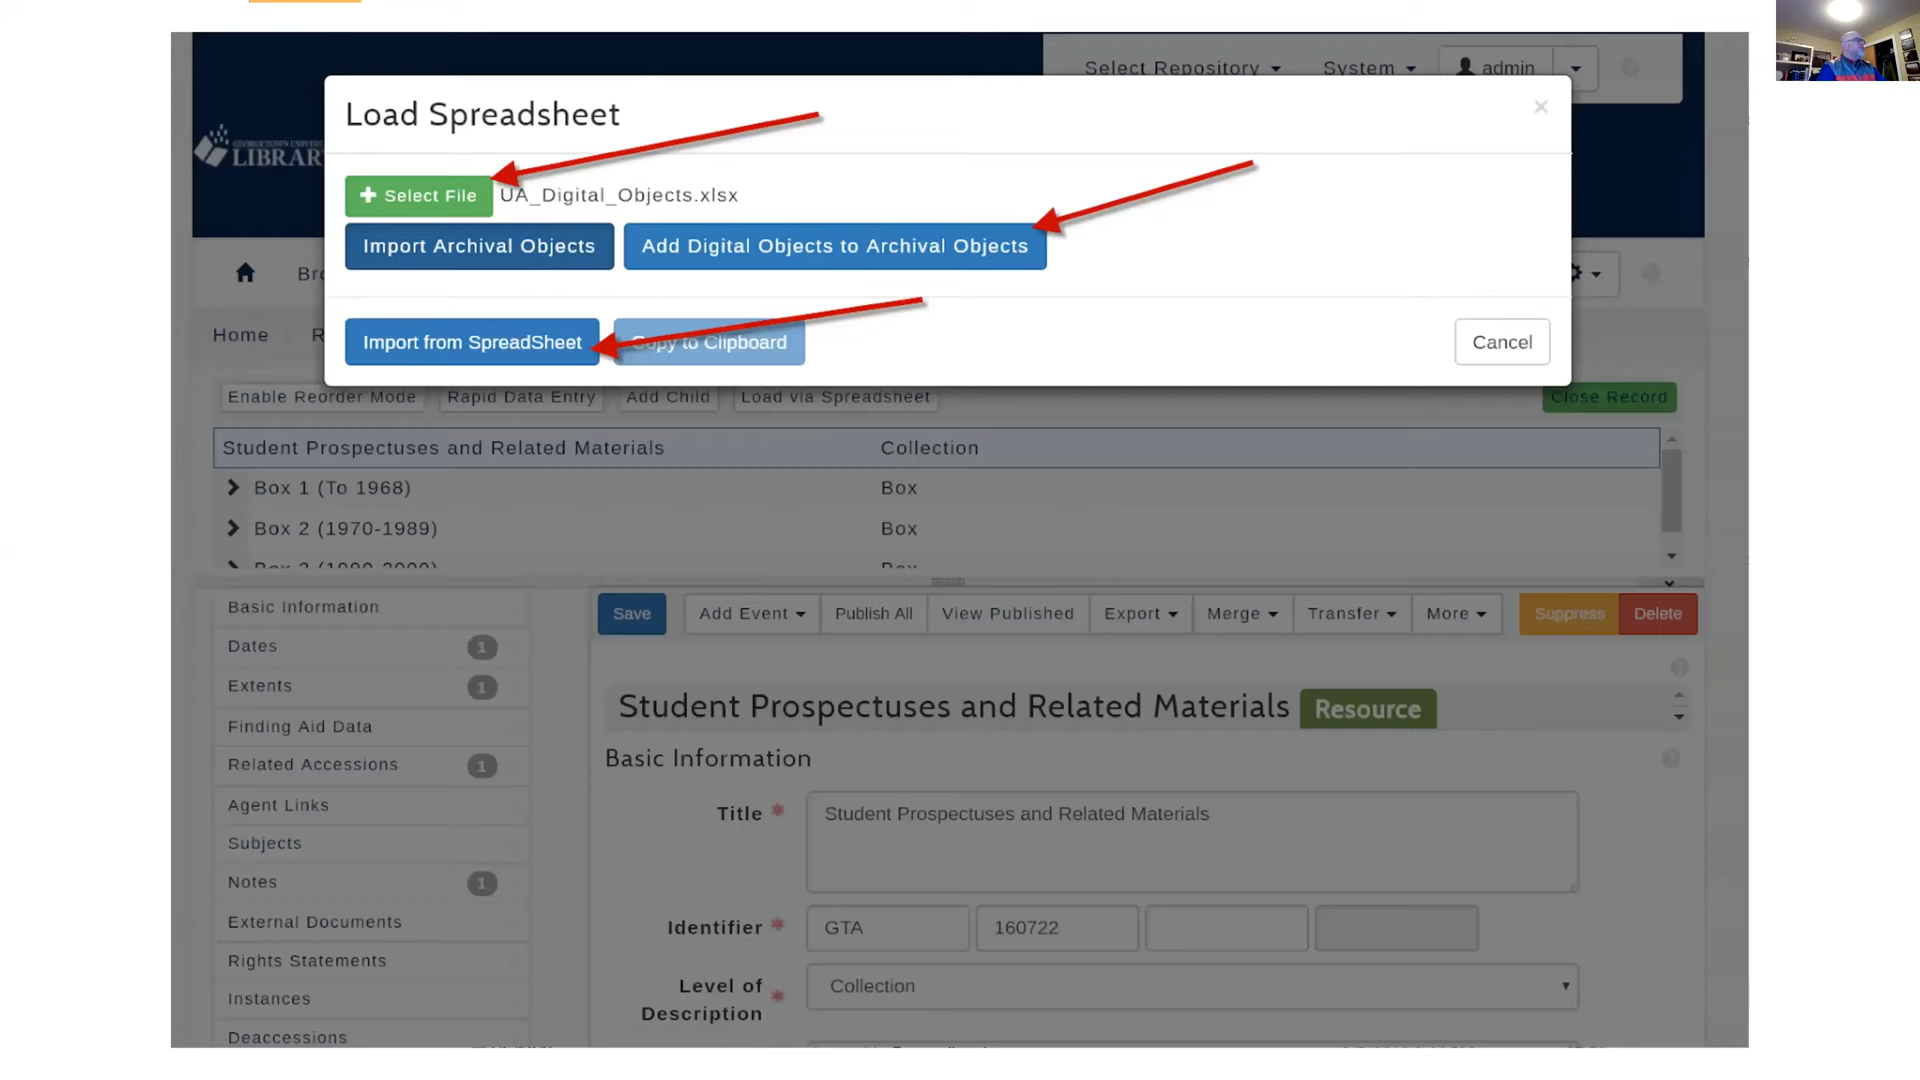 Select Repository System admin
Load Spreadsheet ×
GEORGETOWN UNIVER
LIBRAR
Select File UA_Digital_Objects.xlsx
Import Archival Objects Add Digital Objects to Archival Objects
Home R
Import from SpreadSheet Copy to Clipboard Cancel
Enable Reorder Mode Rapid Data Entry Add Child Load via Spreadsheet Close Record
Student Prospectuses and Related Materials Collection
Box 1 (To 1968) Box
Box 2 (1970-1989) Box
Basic Information
Dates 1
Extents 1
Finding Aid Data
Related Accessions 1
Agent Links
Subjects
Notes 1
External Documents
Rights Statements
Instances
Deaccessions
Save Add Event Publish All View Published Export Merge Transfer More Suppress Delete
Student Prospectuses and Related Materials Resource
Basic Information
Title * Student Prospectuses and Related Materials
Identifier * GTA 160722
Level of Description * Collection